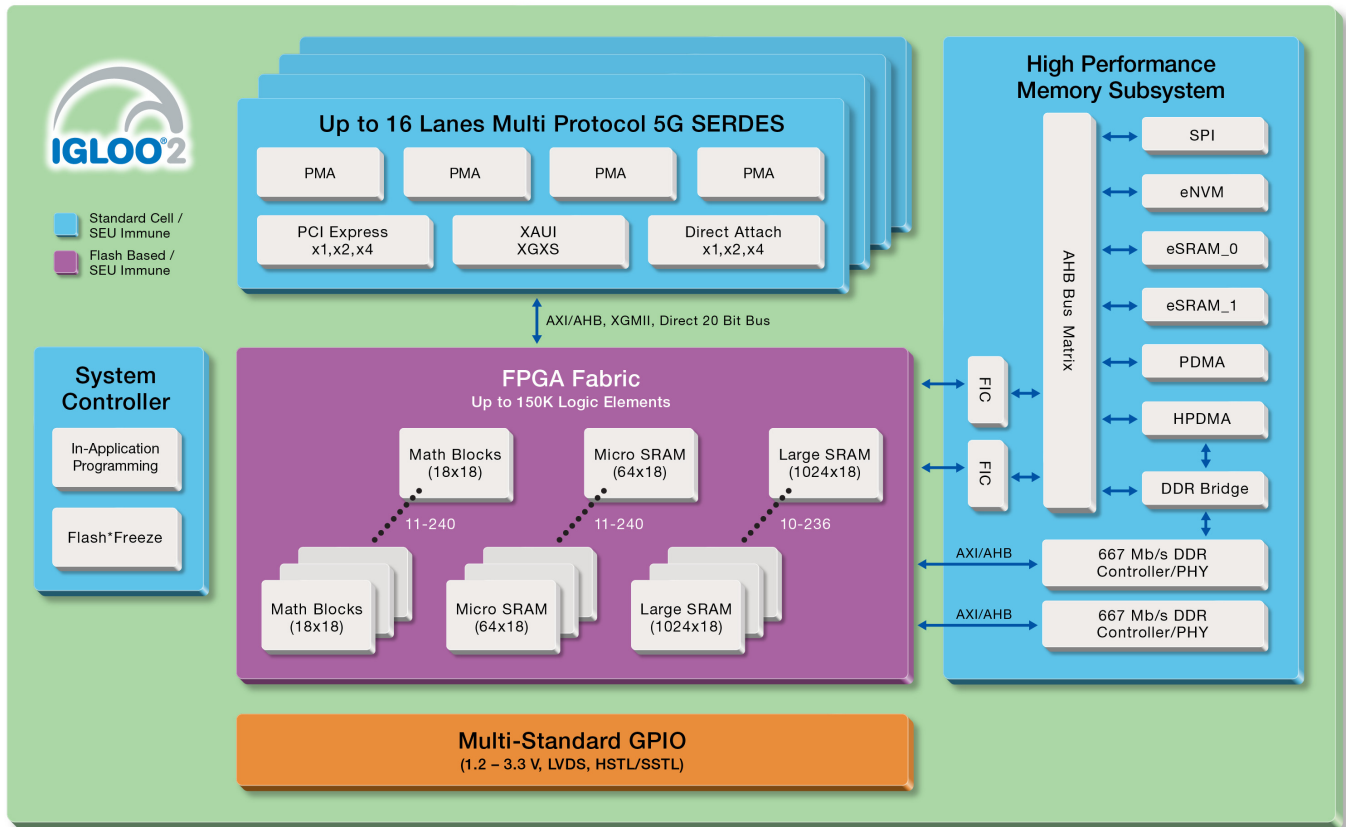 IGLOO®2
Standard Cell /
SEU Immune
Flash Based /
SEU Immune
Up to 16 Lanes Multi Protocol 5G SERDES
PMA
PMA
PMA
PMA
PCI Express
x1,x2,x4
XAUI
XGXS
Direct Attach
x1,x2,x4
AXI/AHB, XGMII, Direct 20 Bit Bus
System
Controller
In-Application
Programming
Flash*Freeze
FPGA Fabric
Up to 150K Logic Elements
Math Blocks
(18x18)
Micro SRAM
(64x18)
Large SRAM
(1024x18)
11-240
11-240
10-236
Math Blocks
(18x18)
Micro SRAM
(64x18)
Large SRAM
(1024x18)
High Performance
Memory Subsystem
AHB Bus Matrix
SPI
eNVM
eSRAM_0
eSRAM_1
PDMA
HPDMA
DDR Bridge
FIC
FIC
AXI/AHB
667 Mb/s DDR
Controller/PHY
AXI/AHB
667 Mb/s DDR
Controller/PHY
Multi-Standard GPIO
(1.2 – 3.3 V, LVDS, HSTL/SSTL)